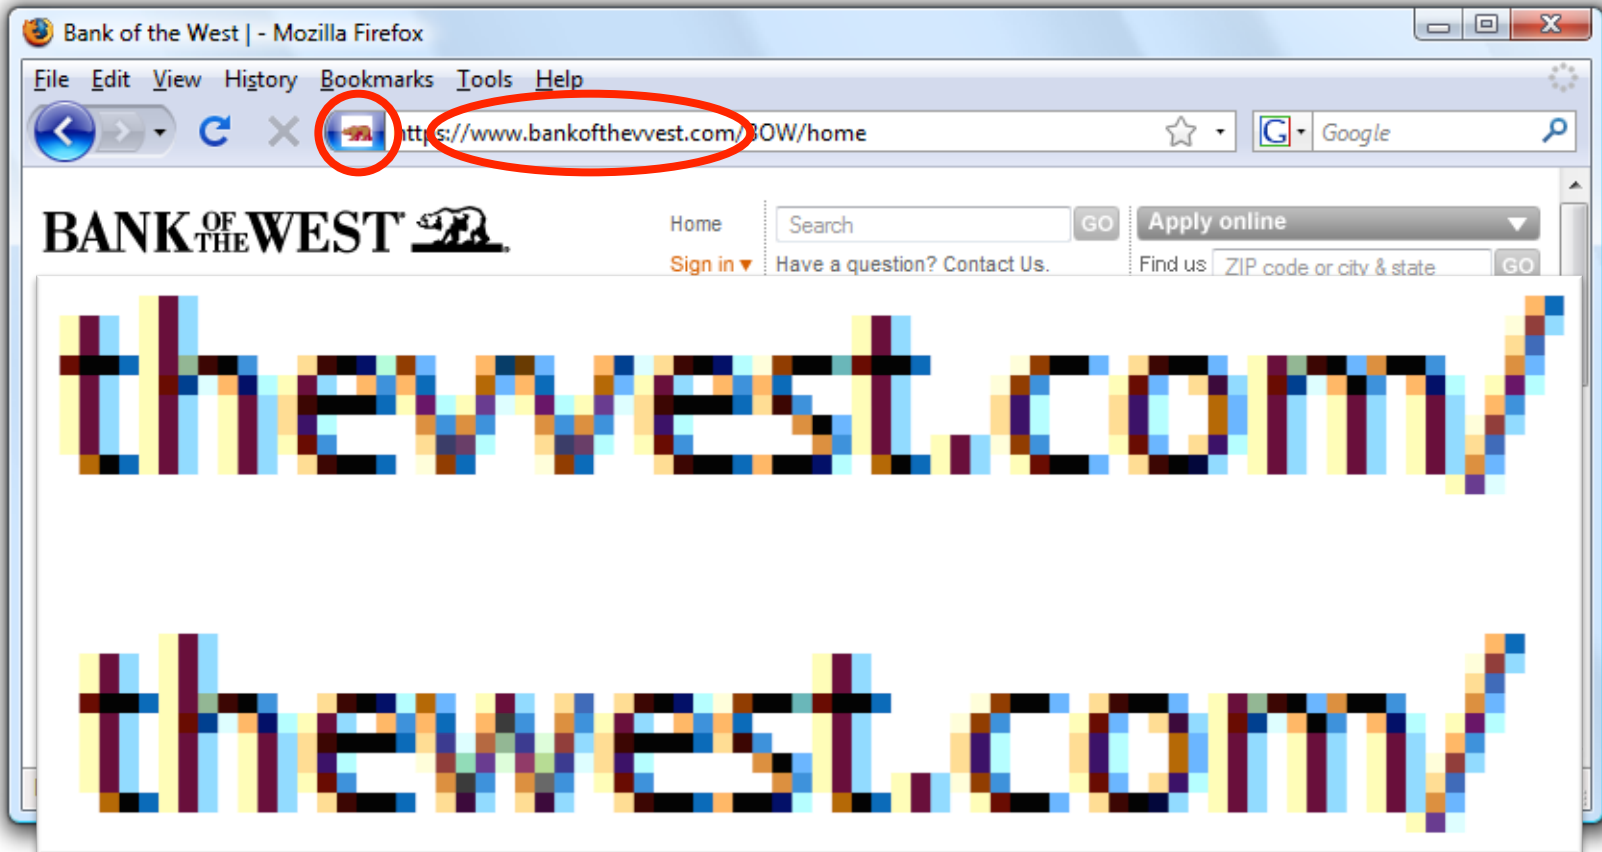 Bank of the West | - Mozilla Firefox
File Edit View History Bookmarks Tools Help
https://www.bankofthevvest.com/BOW/home
G Google
BANK OF THE WEST
Home Search GO Apply online
Sign in ▾ Have a question? Contact Us. Find us ZIP code or city & state GO
thevvest.com/
thewest.com/